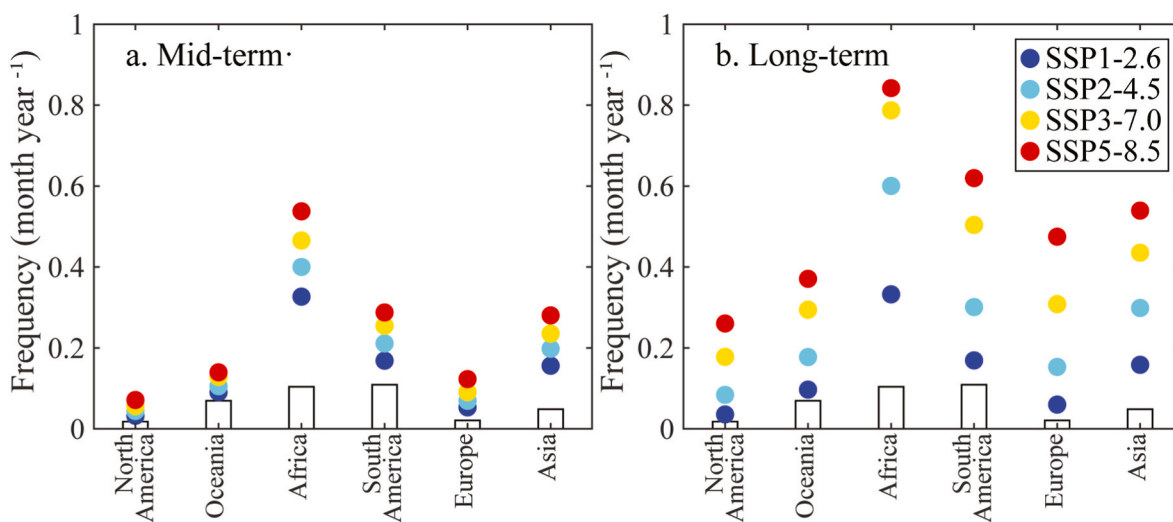 a. Mid-term·
Frequency (month year -1)
1
0.8
0.6
0.4
0.2
0
North
America
Oceania
Africa
South
America
Europe
Asia
b. Long-term
Frequency (month year -1)
1
0.8
0.6
0.4
0.2
0
North
America
Oceania
Africa
South
America
Europe
Asia
SSP1-2.6
SSP2-4.5
SSP3-7.0
SSP5-8.5